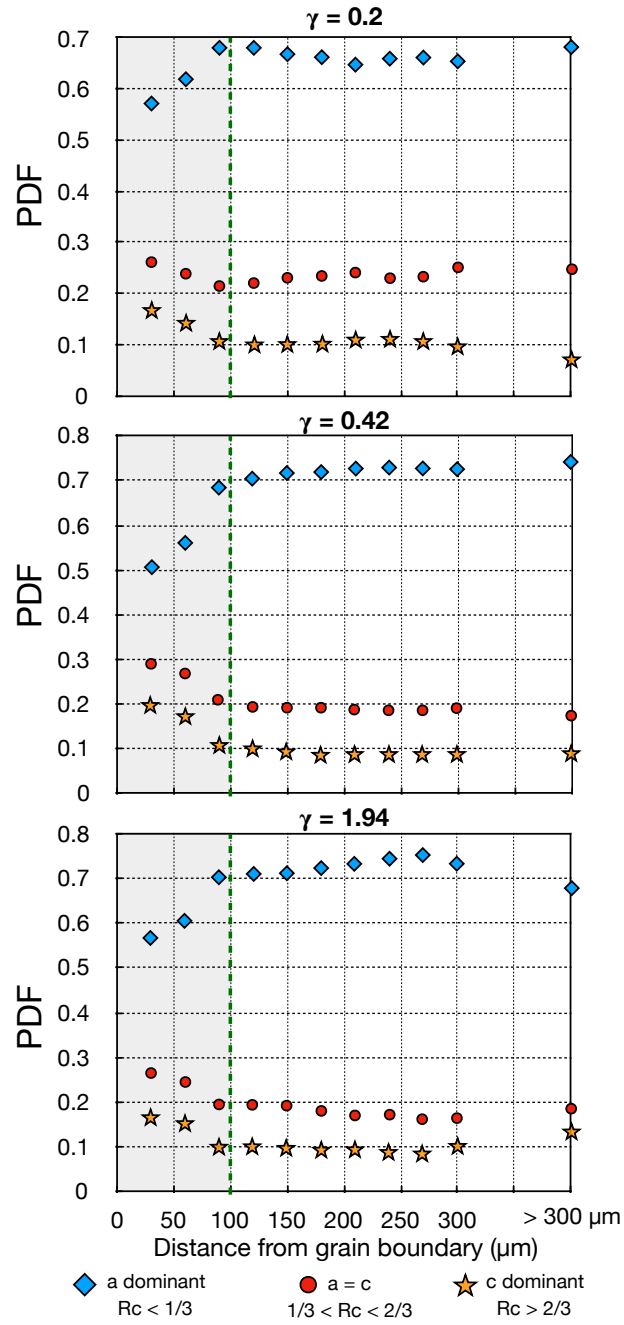 γ = 0.2
0.7
0.6
0.5
0.4
0.3
0.2
0.1
0
PDF
γ = 0.42
0.8
0.7
0.6
0.5
0.4
0.3
0.2
0.1
0
PDF
γ = 1.94
0.8
0.7
0.6
0.5
0.4
0.3
0.2
0.1
0
PDF
0 50 100 150 200 250 300 > 300 µm
Distance from grain boundary (µm)
a dominant a = c c dominant
Rc < 1/3 1/3 < Rc < 2/3 Rc > 2/3